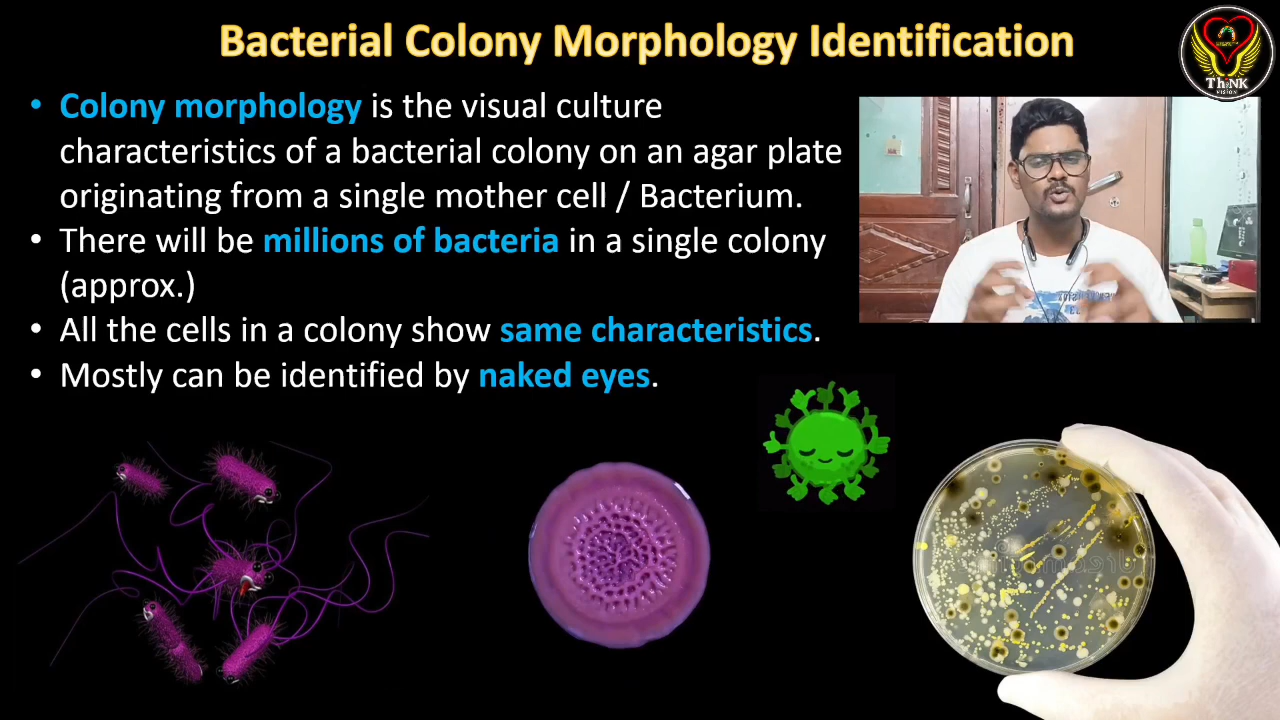 Bacterial Colony Morphology Identification
• Colony morphology is the visual culture
characteristics of a bacterial colony on an agar plate
originating from a single mother cell / Bacterium.
• There will be millions of bacteria in a single colony
(approx.)
• All the cells in a colony show same characteristics.
• Mostly can be identified by naked eyes.
ThiNK
VISION